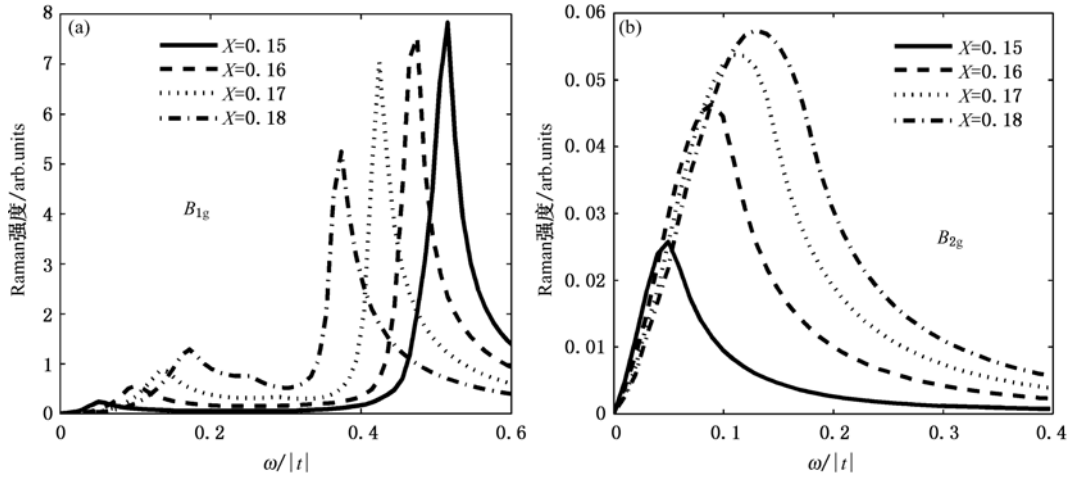 (a)
X=0.15
X=0.16
X=0.17
X=0.18
B1g
Raman强度/arb.units
8
7
6
5
4
3
2
1
0
0
0.2
0.4
0.6
ω/|t|
(b)
X=0.15
X=0.16
X=0.17
X=0.18
B2g
Raman强度/arb.units
0.06
0.05
0.04
0.03
0.02
0.01
0
0
0.1
0.2
0.3
0.4
ω/|t|